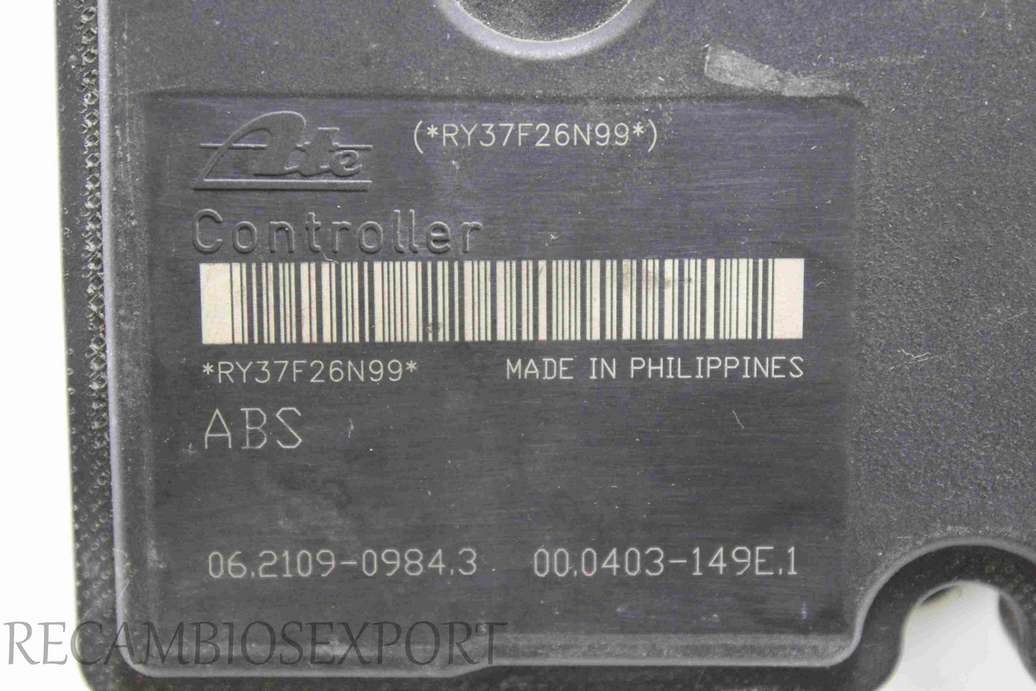 Ate (*RY37F26N99*)
Controller
*RY37F26N99* MADE IN PHILIPPINES
ABS
06.2109-0984.3 00.0403-149E.1
RECAMBIOSEXPORT